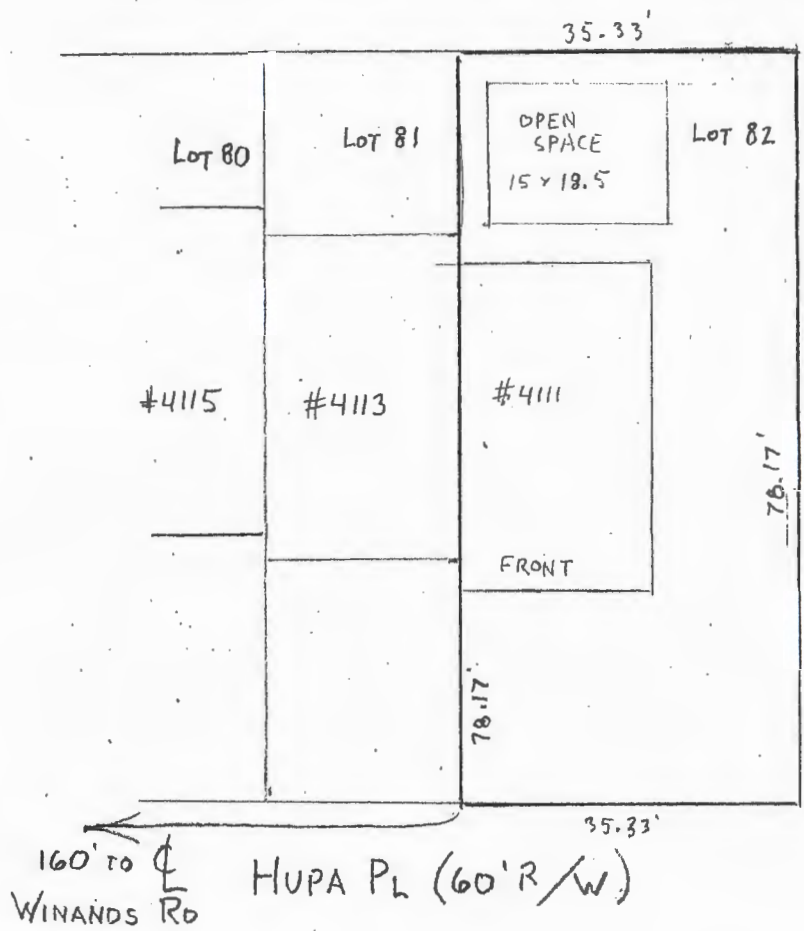 35.33'
LOT 80
LOT 81
OPEN
SPACE
15 x 18.5
LOT 82
#4115
#4113
#4111
78.17'
FRONT
78.17'
35.33'
160' TO ℄
WINANDS RD
HUPA PL (60' R/W)